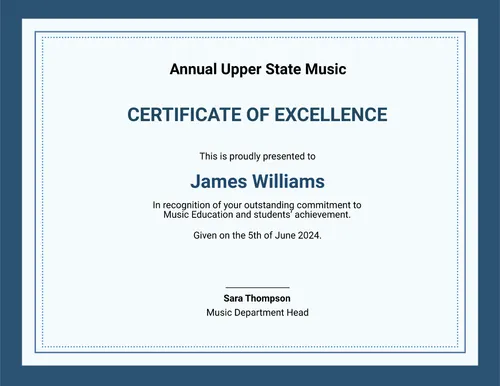 Annual Upper State Music
CERTIFICATE OF EXCELLENCE
This is proudly presented to
James Williams
In recognition of your outstanding commitment to
Music Education and students' achievement.
Given on the 5th of June 2024.
Sara Thompson
Music Department Head